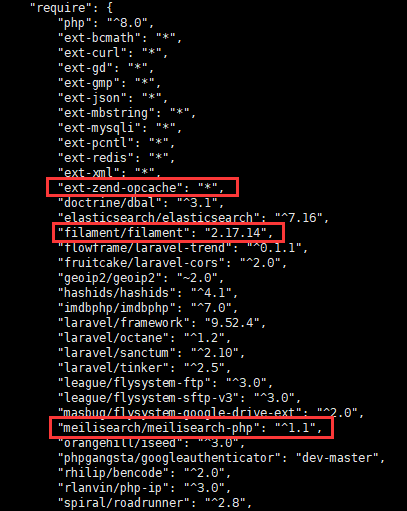 "require": {
"php": "^8.0",
"ext-bcmath": "*",
"ext-curl": "*",
"ext-gd": "*",
"ext-gmp": "*",
"ext-json": "*",
"ext-mbstring": "*",
"ext-mysqli": "*",
"ext-pcntl": "*",
"ext-redis": "*",
"ext-xml": "*",
"ext-zend-opcache": "*",
"doctrine/dbal": "^3.1",
"elasticsearch/elasticsearch": "^7.16",
"filament/filament": "2.17.14",
"flowframe/laravel-trend": "^0.1.1",
"fruitcake/laravel-cors": "^2.0",
"geoip2/geoip2": "~2.0",
"hashids/hashids": "^4.1",
"imdbphp/imdbphp": "^7.0",
"laravel/framework": "9.52.4",
"laravel/octane": "^1.2",
"laravel/sanctum": "^2.10",
"laravel/tinker": "^2.5",
"league/flysystem-ftp": "^3.0",
"league/flysystem-sftp-v3": "^3.0",
"masbug/flysystem-google-drive-ext": "^2.0",
"meilisearch/meilisearch-php": "^1.1",
"orangehill/iseed": "^3.0",
"phpgangsta/googleauthenticator": "dev-master",
"rhilip/bencode": "^2.0",
"rlanvin/php-ip": "^3.0",
"spiral/roadrunner": "^2.8",